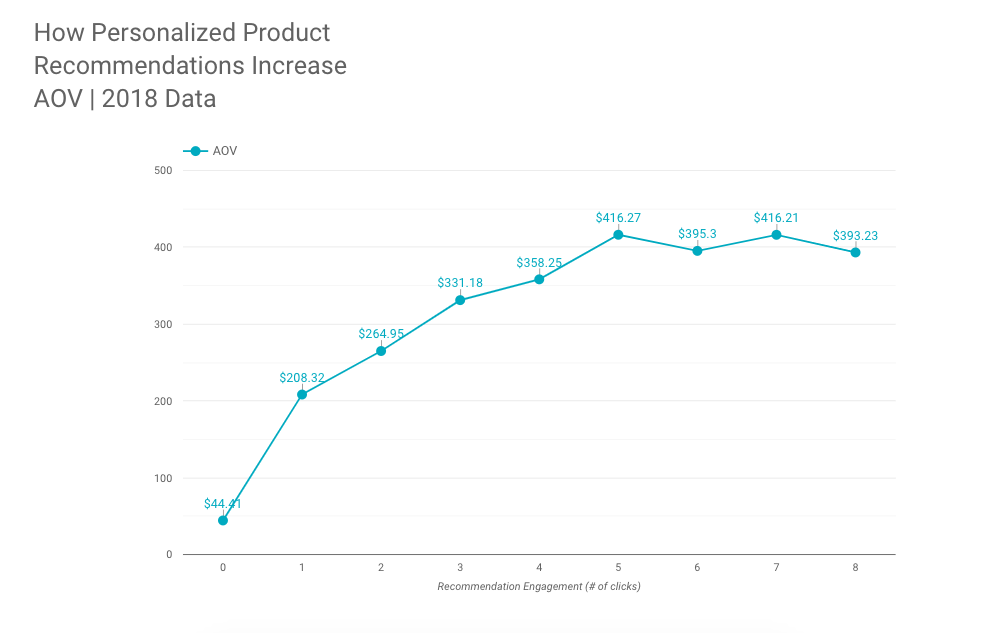 How Personalized Product
Recommendations Increase
AOV | 2018 Data
AOV
500
400
300
200
100
0
$44.41
$208.32
$264.95
$331.18
$358.25
$416.27
$395.3
$416.21
$393.23
0 1 2 3 4 5 6 7 8
Recommendation Engagement (# of clicks)